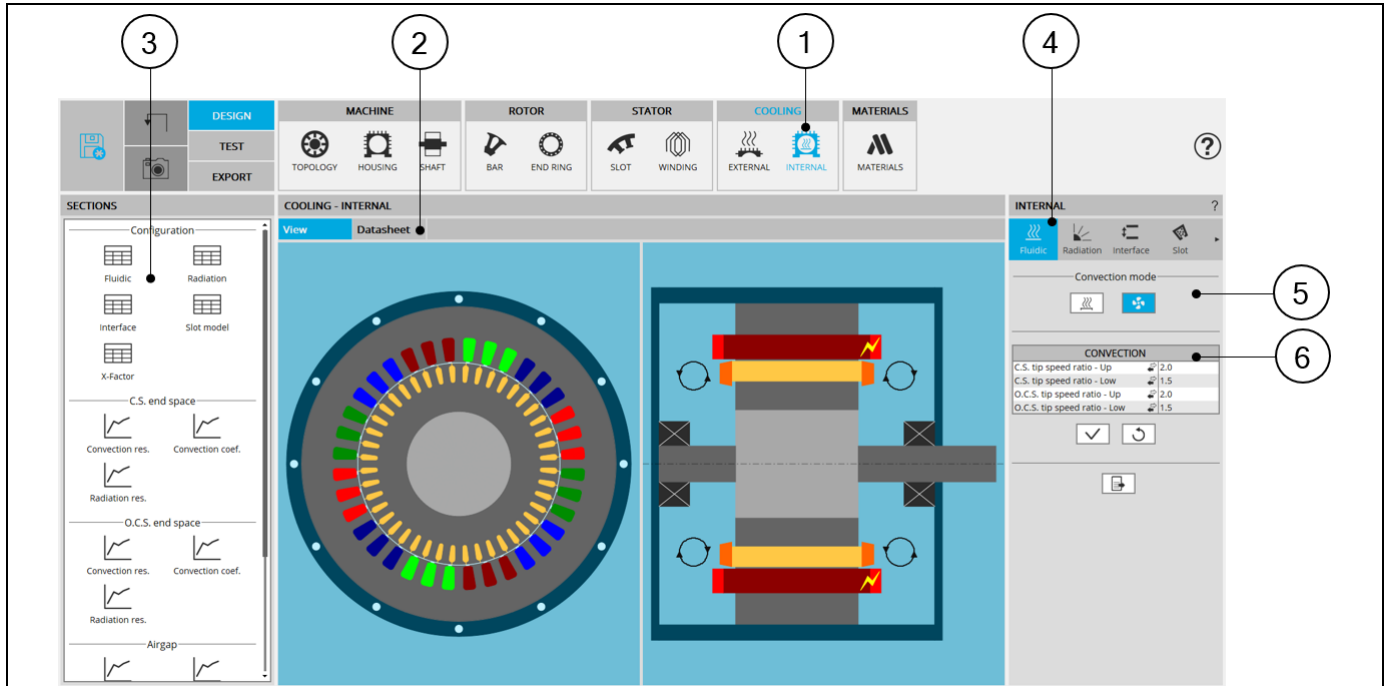 3 2 1 4
DESIGN
TEST
EXPORT
MACHINE ROTOR STATOR COOLING MATERIALS
TOPOLOGY HOUSING SHAFT BAR END RING SLOT WINDING EXTERNAL INTERNAL MATERIALS
?
SECTIONS
Configuration
Fluidic Radiation
Interface Slot model
X-Factor
C.S. end space
Convection res. Convection coef.
Radiation res.
O.C.S. end space
Convection res. Convection coef.
Radiation res.
Airgap
COOLING - INTERNAL
View Datasheet
INTERNAL ?
Fluidic Radiation Interface Slot
Convection mode
5
CONVECTION
6
C.S. tip speed ratio - Up 2.0
C.S. tip speed ratio - Low 1.5
O.C.S. tip speed ratio - Up 2.0
O.C.S. tip speed ratio - Low 1.5